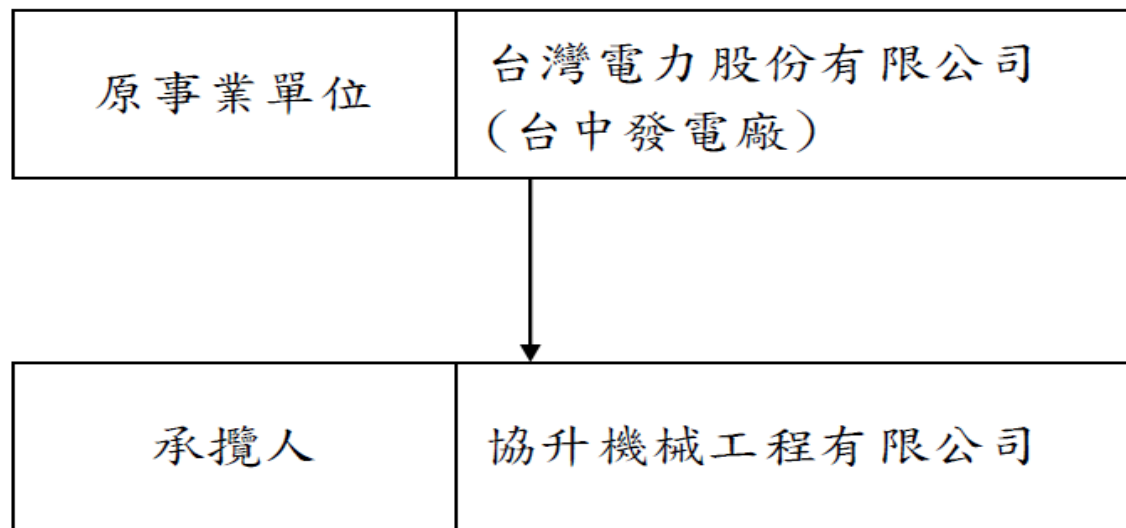 原事業單位
台灣電力股份有限公司
(台中發電廠)
承攬人
協升機械工程有限公司